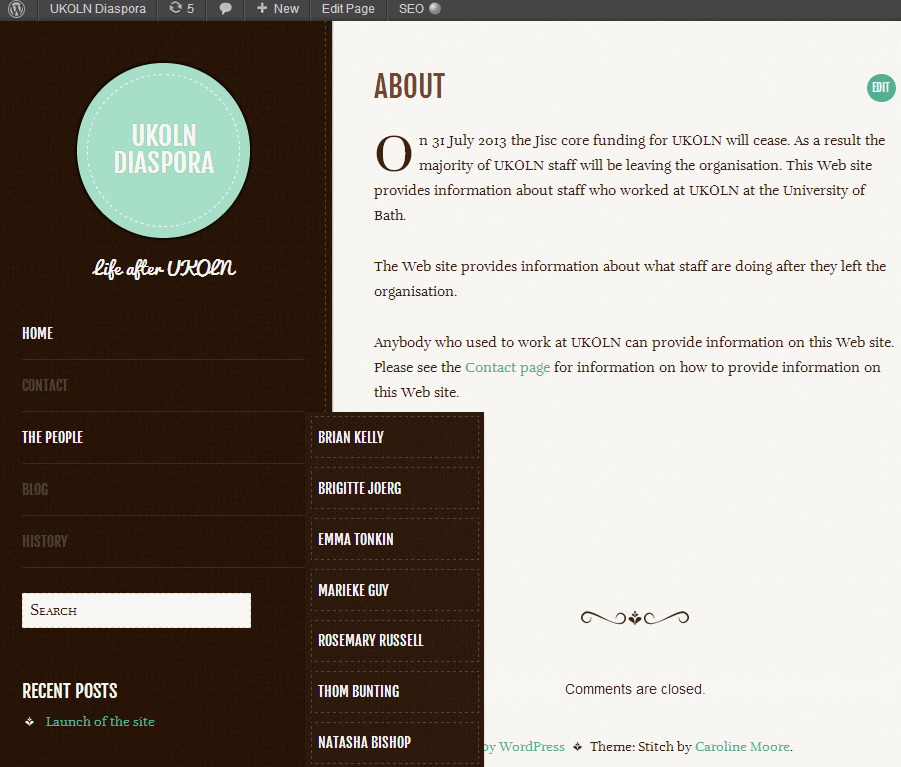 UKOLN Diaspora 5 New Edit Page SEO
UKOLN
DIASPORA
Life after UKOLN
HOME
CONTACT
THE PEOPLE
BLOG
HISTORY
BRIAN KELLY
BRIGITTE JOERG
EMMA TONKIN
MARIEKE GUY
ROSEMARY RUSSELL
THOM BUNTING
NATASHA BISHOP
Search
RECENT POSTS
Launch of the site
ABOUT
EDIT
On 31 July 2013 the Jisc core funding for UKOLN will cease. As a result the
majority of UKOLN staff will be leaving the organisation. This Web site
provides information about staff who worked at UKOLN at the University of
Bath.
The Web site provides information about what staff are doing after they left the
organisation.
Anybody who used to work at UKOLN can provide information on this Web site.
Please see the Contact page for information on how to provide information on
this Web site.
Comments are closed.
by WordPress Theme: Stitch by Caroline Moore.